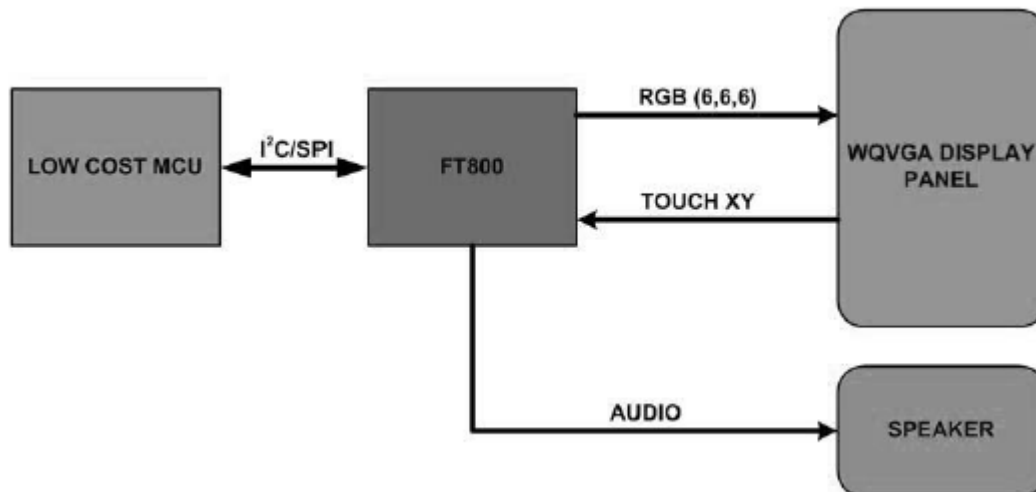 LOW COST MCU
I²C/SPI
FT800
RGB (6,6,6)
TOUCH XY
WQVGA DISPLAY
PANEL
AUDIO
SPEAKER